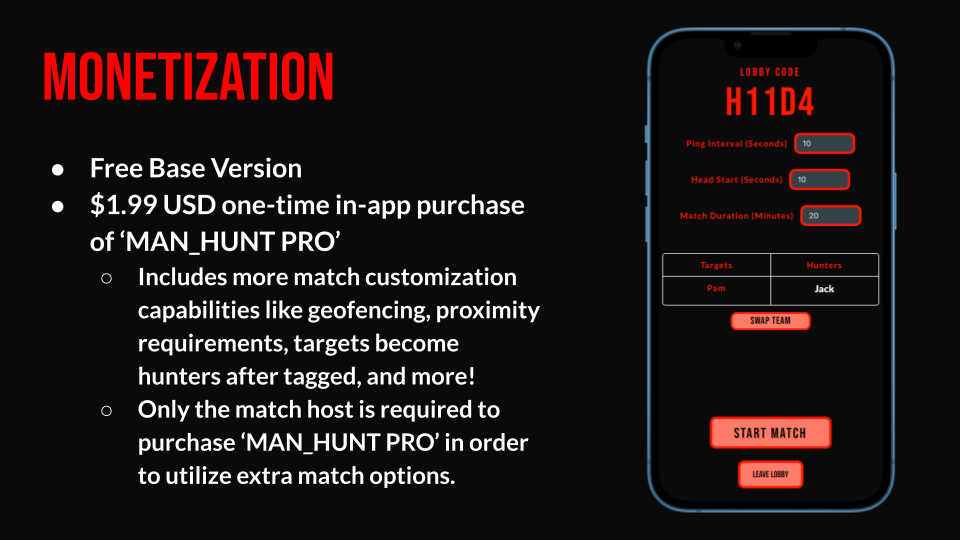 MONETIZATION
● Free Base Version
● $1.99 USD one-time in-app purchase
of ‘MAN_HUNT PRO’
○ Includes more match customization
capabilities like geofencing, proximity
requirements, targets become
hunters after tagged, and more!
○ Only the match host is required to
purchase ‘MAN_HUNT PRO’ in order
to utilize extra match options.
LOBBY CODE
H11D4
Ping Interval (Seconds) 10
Head Start (Seconds) 10
Match Duration (Minutes) 20
Targets Hunters
Pam Jack
SWAP TEAM
START MATCH
LEAVE LOBBY